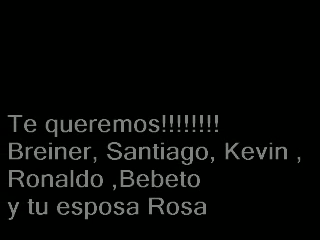 Te queremos!!!!!!!!
Breiner, Santiago, Kevin ,
Ronaldo ,Bebeto
y tu esposa Rosa